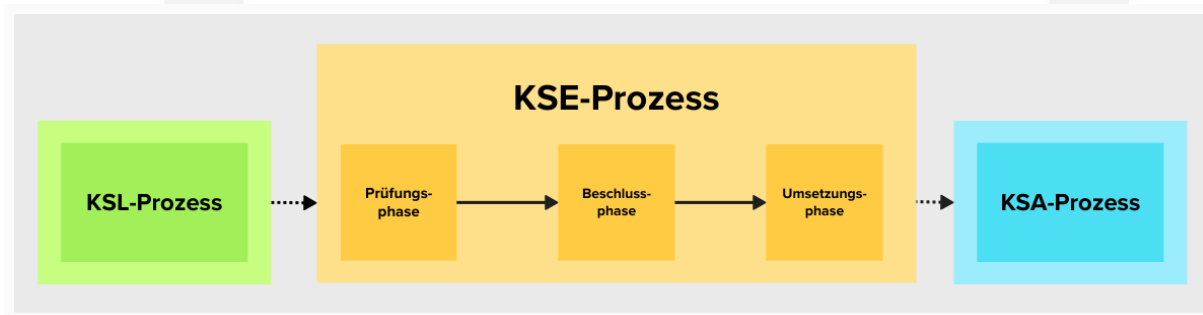 KSE-Prozess
KSL-Prozess
Prüfungs-
phase
Beschluss-
phase
Umsetzungs-
phase
KSA-Prozess